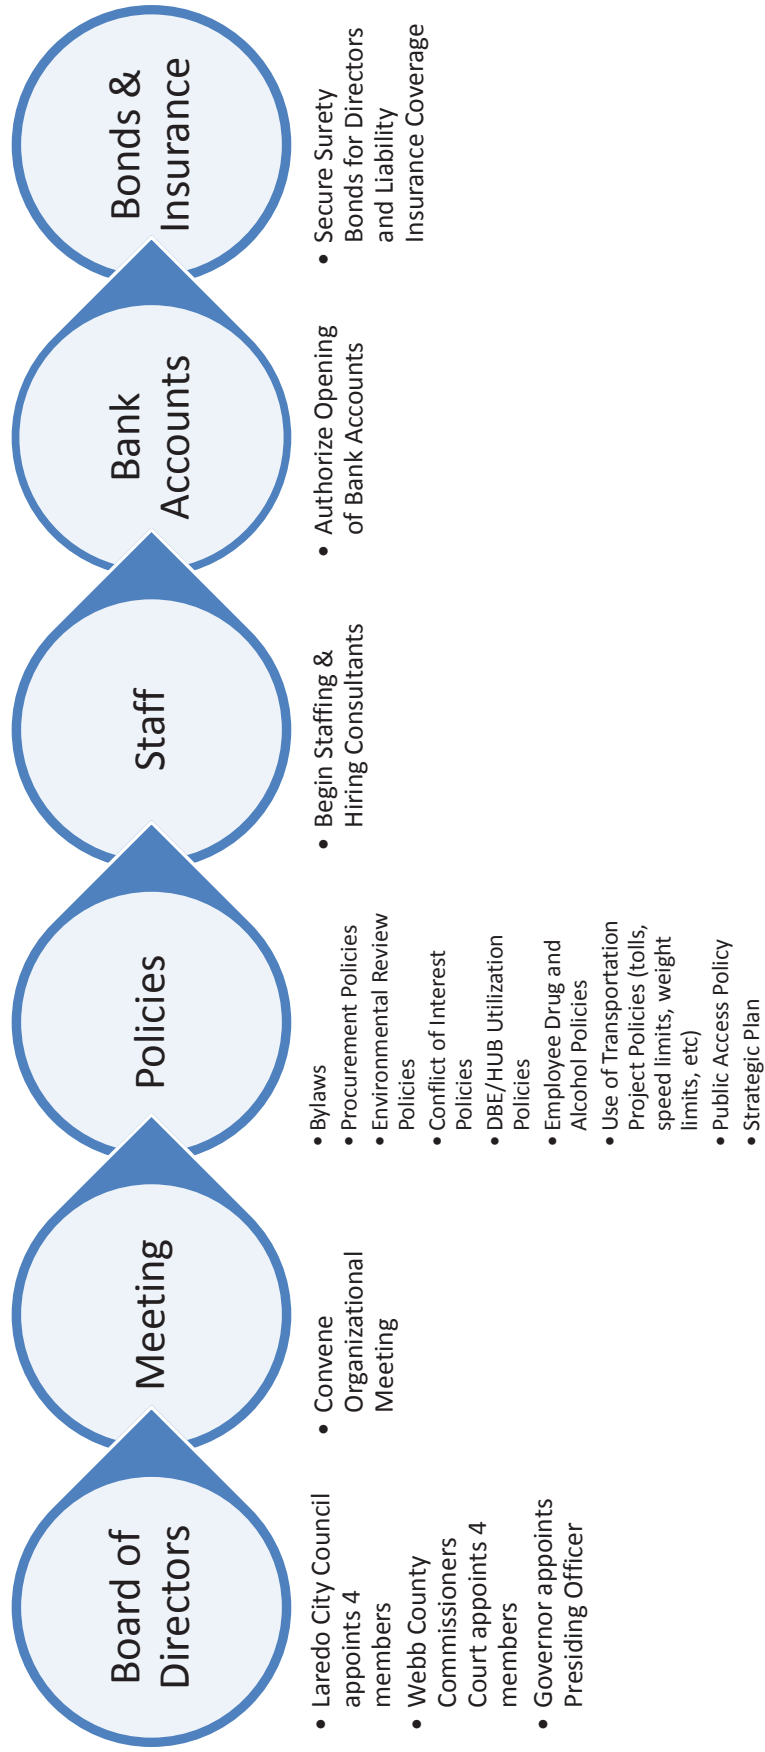 Board of
Directors
• Laredo City Council
appoints 4
members
• Webb County
Commissioners
Court appoints 4
members
• Governor appoints
Presiding Officer
Meeting
• Convene
Organizational
Meeting
Policies
• Bylaws
• Procurement Policies
• Environmental Review
Policies
• Conflict of Interest
Policies
• DBE/HUB Utilization
Policies
• Employee Drug and
Alcohol Policies
• Use of Transportation
Project Policies (tolls,
speed limits, weight
limits, etc)
• Public Access Policy
• Strategic Plan
Staff
• Begin Staffing &
Hiring Consultants
Bank
Accounts
• Authorize Opening
of Bank Accounts
Bonds &
Insurance
• Secure Surety
Bonds for Directors
and Liability
Insurance Coverage